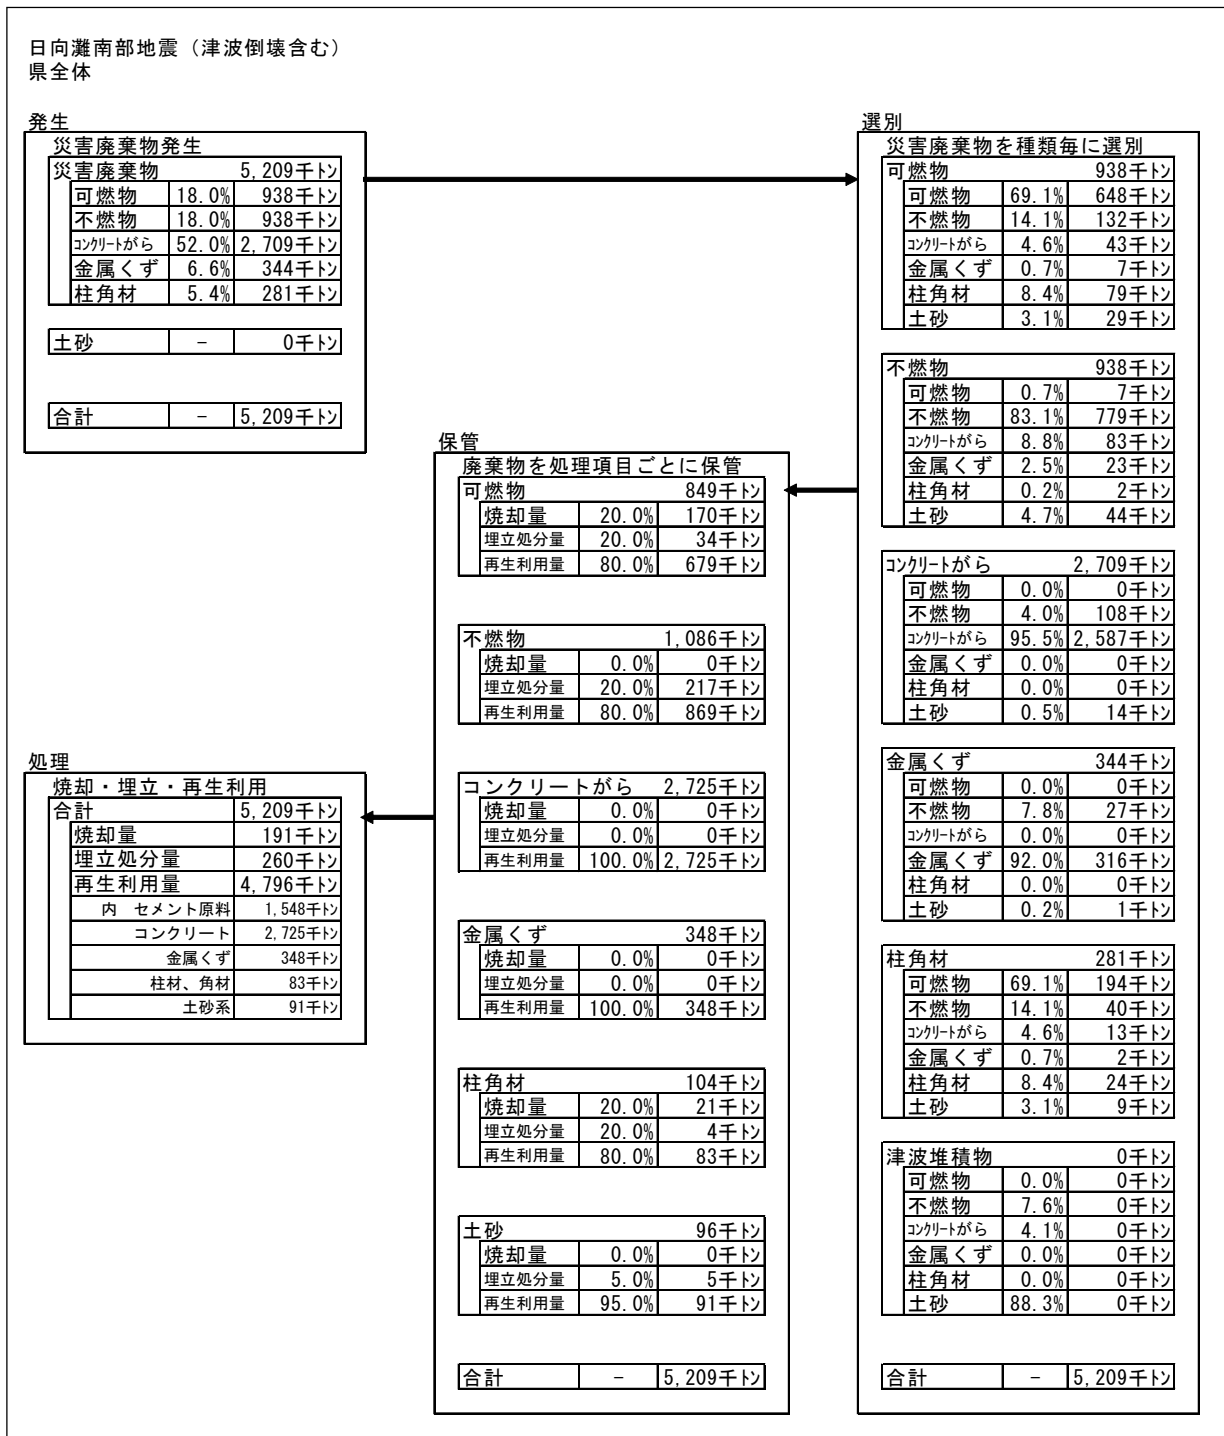 日向灘南部地震（津波倒壊含む）
県全体
発生
災害廃棄物発生
災害廃棄物 5,209千トン
可燃物 18.0% 938千トン
不燃物 18.0% 938千トン
コンクリートがら 52.0% 2,709千トン
金属くず 6.6% 344千トン
柱角材 5.4% 281千トン
土砂 － 0千トン
合計 － 5,209千トン
選別
災害廃棄物を種類毎に選別
可燃物 938千トン
可燃物 69.1% 648千トン
不燃物 14.1% 132千トン
コンクリートがら 4.6% 43千トン
金属くず 0.7% 7千トン
柱角材 8.4% 79千トン
土砂 3.1% 29千トン
不燃物 938千トン
可燃物 0.7% 7千トン
不燃物 83.1% 779千トン
コンクリートがら 8.8% 83千トン
金属くず 2.5% 23千トン
柱角材 0.2% 2千トン
土砂 4.7% 44千トン
コンクリートがら 2,709千トン
可燃物 0.0% 0千トン
不燃物 4.0% 108千トン
コンクリートがら 95.5% 2,587千トン
金属くず 0.0% 0千トン
柱角材 0.0% 0千トン
土砂 0.5% 14千トン
金属くず 344千トン
可燃物 0.0% 0千トン
不燃物 7.8% 27千トン
コンクリートがら 0.0% 0千トン
金属くず 92.0% 316千トン
柱角材 0.0% 0千トン
土砂 0.2% 1千トン
柱角材 281千トン
可燃物 69.1% 194千トン
不燃物 14.1% 40千トン
コンクリートがら 4.6% 13千トン
金属くず 0.7% 2千トン
柱角材 8.4% 24千トン
土砂 3.1% 9千トン
津波堆積物 0千トン
可燃物 0.0% 0千トン
不燃物 7.6% 0千トン
コンクリートがら 4.1% 0千トン
金属くず 0.0% 0千トン
柱角材 0.0% 0千トン
土砂 88.3% 0千トン
合計 － 5,209千トン
保管
廃棄物を処理項目ごとに保管
可燃物 849千トン
焼却量 20.0% 170千トン
埋立処分量 20.0% 34千トン
再生利用量 80.0% 679千トン
不燃物 1,086千トン
焼却量 0.0% 0千トン
埋立処分量 20.0% 217千トン
再生利用量 80.0% 869千トン
コンクリートがら 2,725千トン
焼却量 0.0% 0千トン
埋立処分量 0.0% 0千トン
再生利用量 100.0% 2,725千トン
金属くず 348千トン
焼却量 0.0% 0千トン
埋立処分量 0.0% 0千トン
再生利用量 100.0% 348千トン
柱角材 104千トン
焼却量 20.0% 21千トン
埋立処分量 20.0% 4千トン
再生利用量 80.0% 83千トン
土砂 96千トン
焼却量 0.0% 0千トン
埋立処分量 5.0% 5千トン
再生利用量 95.0% 91千トン
合計 － 5,209千トン
処理
焼却・埋立・再生利用
合計 5,209千トン
焼却量 191千トン
埋立処分量 260千トン
再生利用量 4,796千トン
内　セメント原料 1,548千トン
コンクリート 2,725千トン
金属くず 348千トン
柱材、角材 83千トン
土砂系 91千トン